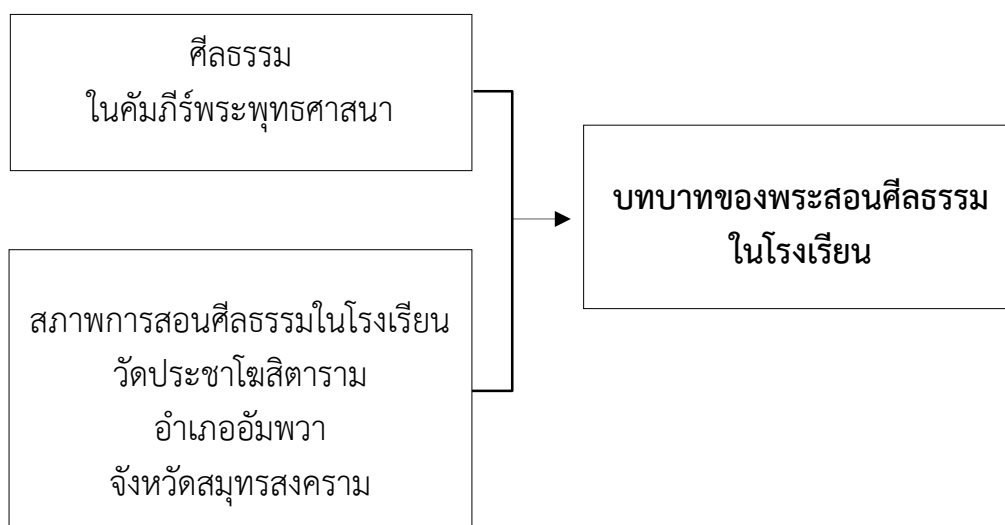 ศีลธรรม
ในคัมภีร์พระพุทธศาสนา
บทบาทของพระสอนศีลธรรม
ในโรงเรียน
สภาพการสอนศีลธรรมในโรงเรียน
วัดประชาโฆสิตาราม
อำเภออัมพวา
จังหวัดสมุทรสงคราม